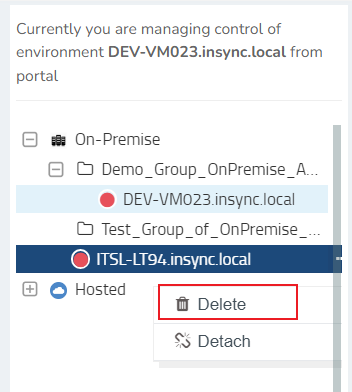 Currently you are managing control of
environment DEV-VM023.insync.local from
portal
On-Premise
Demo_Group_OnPremise_A...
DEV-VM023.insync.local
Test_Group_of_OnPremise_...
ITSL-LT94.insync.local
Hosted
Delete
Detach